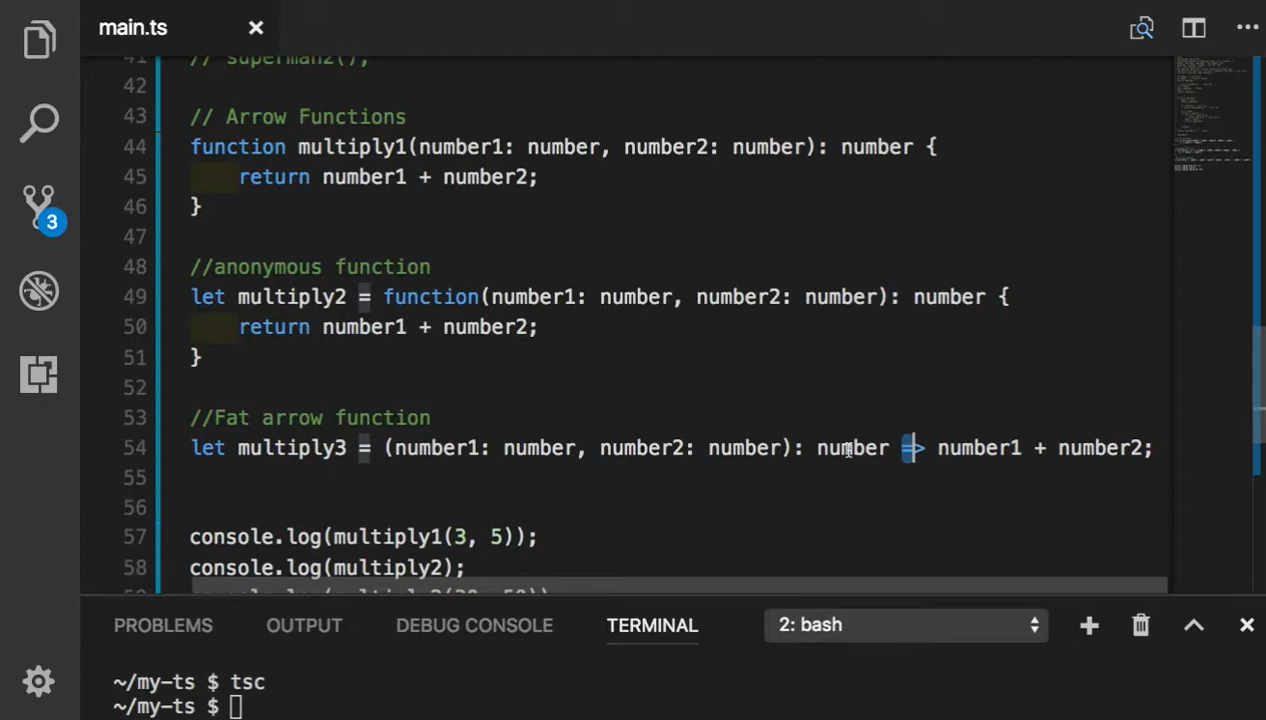 main.ts
41 // superman2();
42
43 // Arrow Functions
44 function multiply1(number1: number, number2: number): number {
45 return number1 + number2;
46 }
47
48 //anonymous function
49 let multiply2 = function(number1: number, number2: number): number {
50 return number1 + number2;
51 }
52
53 //Fat arrow function
54 let multiply3 = (number1: number, number2: number): number => number1 + number2;
55
56
57 console.log(multiply1(3, 5));
58 console.log(multiply2);
3
PROBLEMS OUTPUT DEBUG CONSOLE TERMINAL 2: bash
~/my-ts $ tsc
~/my-ts $